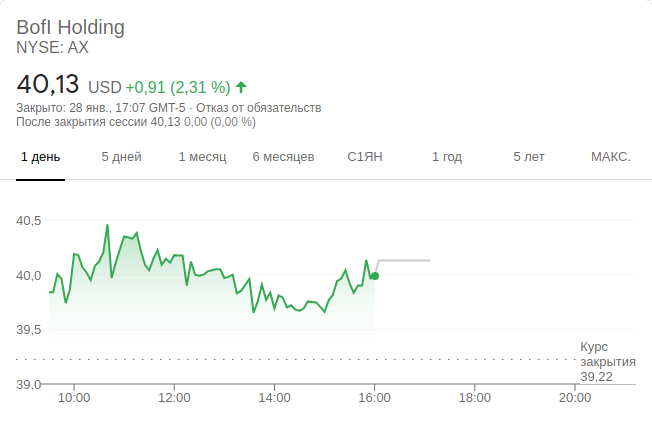 BofI Holding
NYSE: AX
40,13 USD +0,91 (2,31 %)
Закрыто: 28 янв., 17:07 GMT-5 · Отказ от обязательств
После закрытия сессии 40,13 0,00 (0,00 %)
1 день 5 дней 1 месяц 6 месяцев С1ЯН 1 год 5 лет МАКС.
40,5
40,0
39,5
Курс
закрытия
39,22
39,0
10:00 12:00 14:00 16:00 18:00 20:00